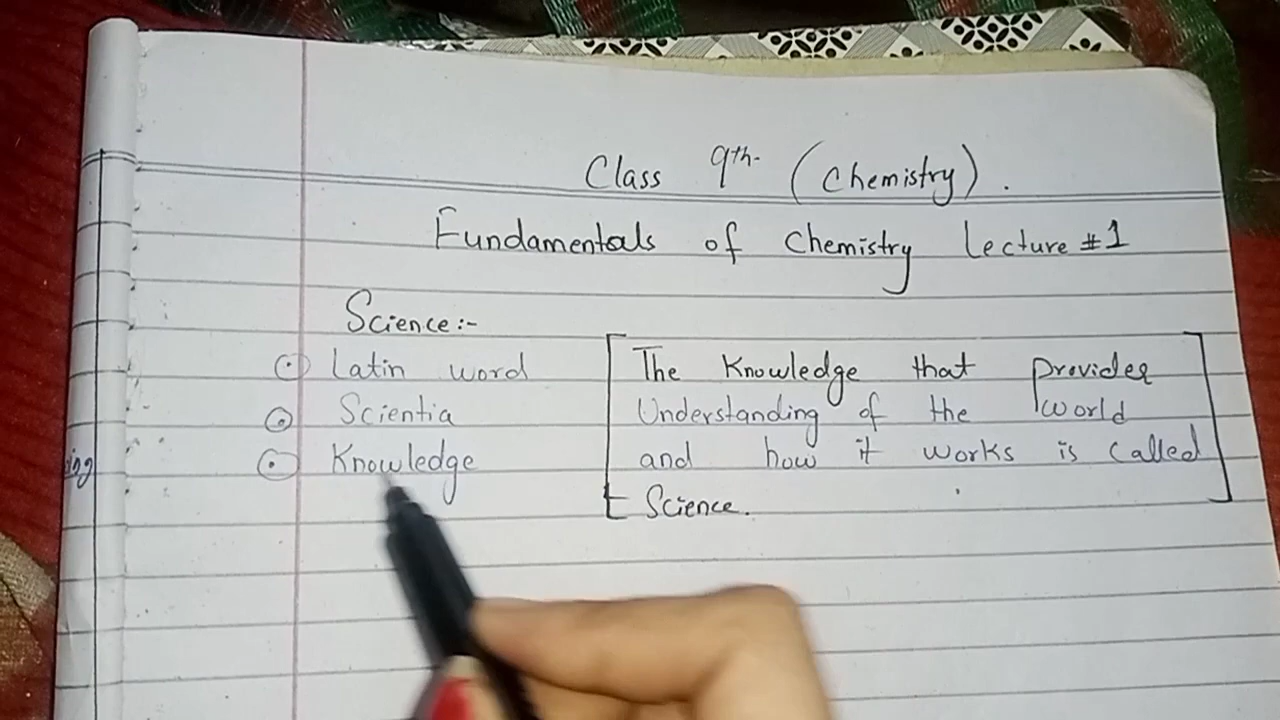 Class 9th. (Chemistry).
Fundamentals of Chemistry Lecture #1
Science:-
Latin word
Scientia
Knowledge
The Knowledge that provides
Understanding of the world
and how it works is called
Science.